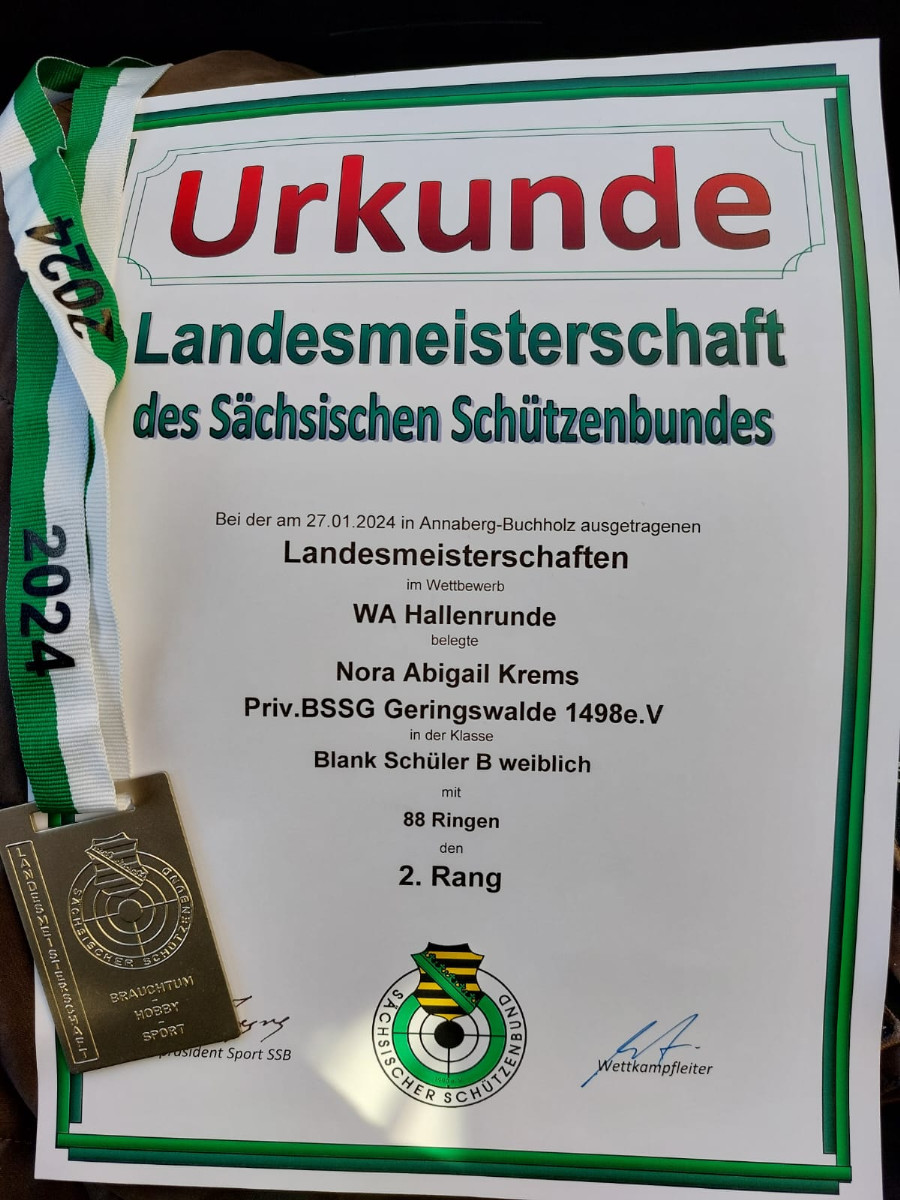 Urkunde
Landesmeisterschaft
des Sächsischen Schützenbundes
Bei der am 27.01.2024 in Annaberg-Buchholz ausgetragenen
Landesmeisterschaften
im Wettbewerb
WA Hallenrunde
belegte
Nora Abigail Krems
Priv.BSSG Geringswalde 1498e.V
in der Klasse
Blank Schüler B weiblich
mit
88 Ringen
den
2. Rang
SÄCHSISCHER SCHÜTZENBUND
präsident Sport SSB
Wettkampfleiter
2024
2024
LANDESMEISTERSCHAFT
SÄCHSISCHER SCHÜTZENBUND
BRAUCHTUM
-
HOBBY
-
SPORT